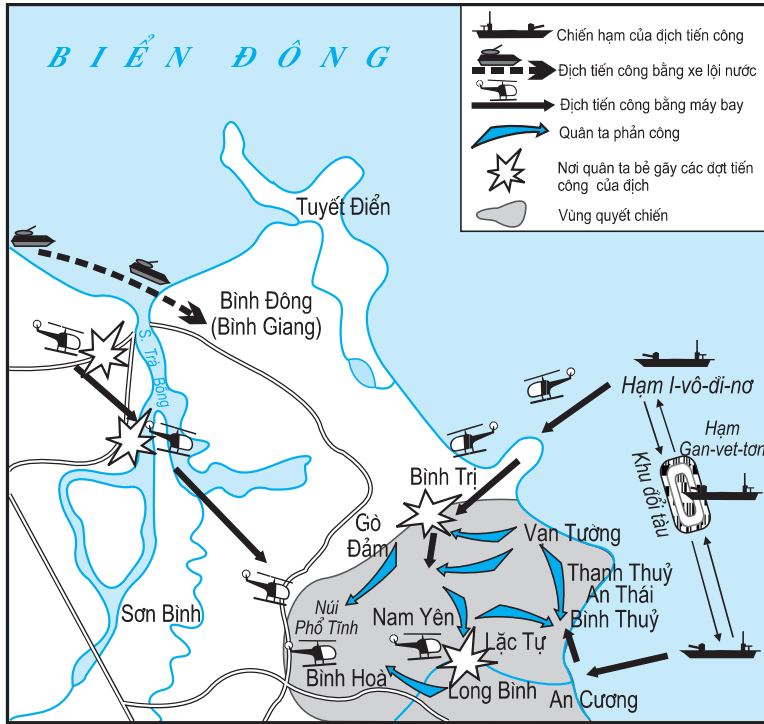 BIỂN ĐÔNG
Chiến hạm của địch tiến công
Địch tiến công bằng xe lội nước
Địch tiến công bằng máy bay
Quân ta phản công
Nơi quân ta bẻ gãy các đợt tiến
công của địch
Vùng quyết chiến
Tuyết Điển
Bình Đông
(Bình Giang)
S. Trà Bồng
Hạm I-vô-đi-nơ
Hạm
Gan-vet-tơn
Khu đổi tàu
Bình Trị
Gò
Đảm
Van Tường
Thanh Thuỷ
An Thái
Bình Thuỷ
Sơn Bình
Núi
Phổ Tĩnh
Nam Yên
Lặc Tự
Bình Hoà
Long Bình
An Cương